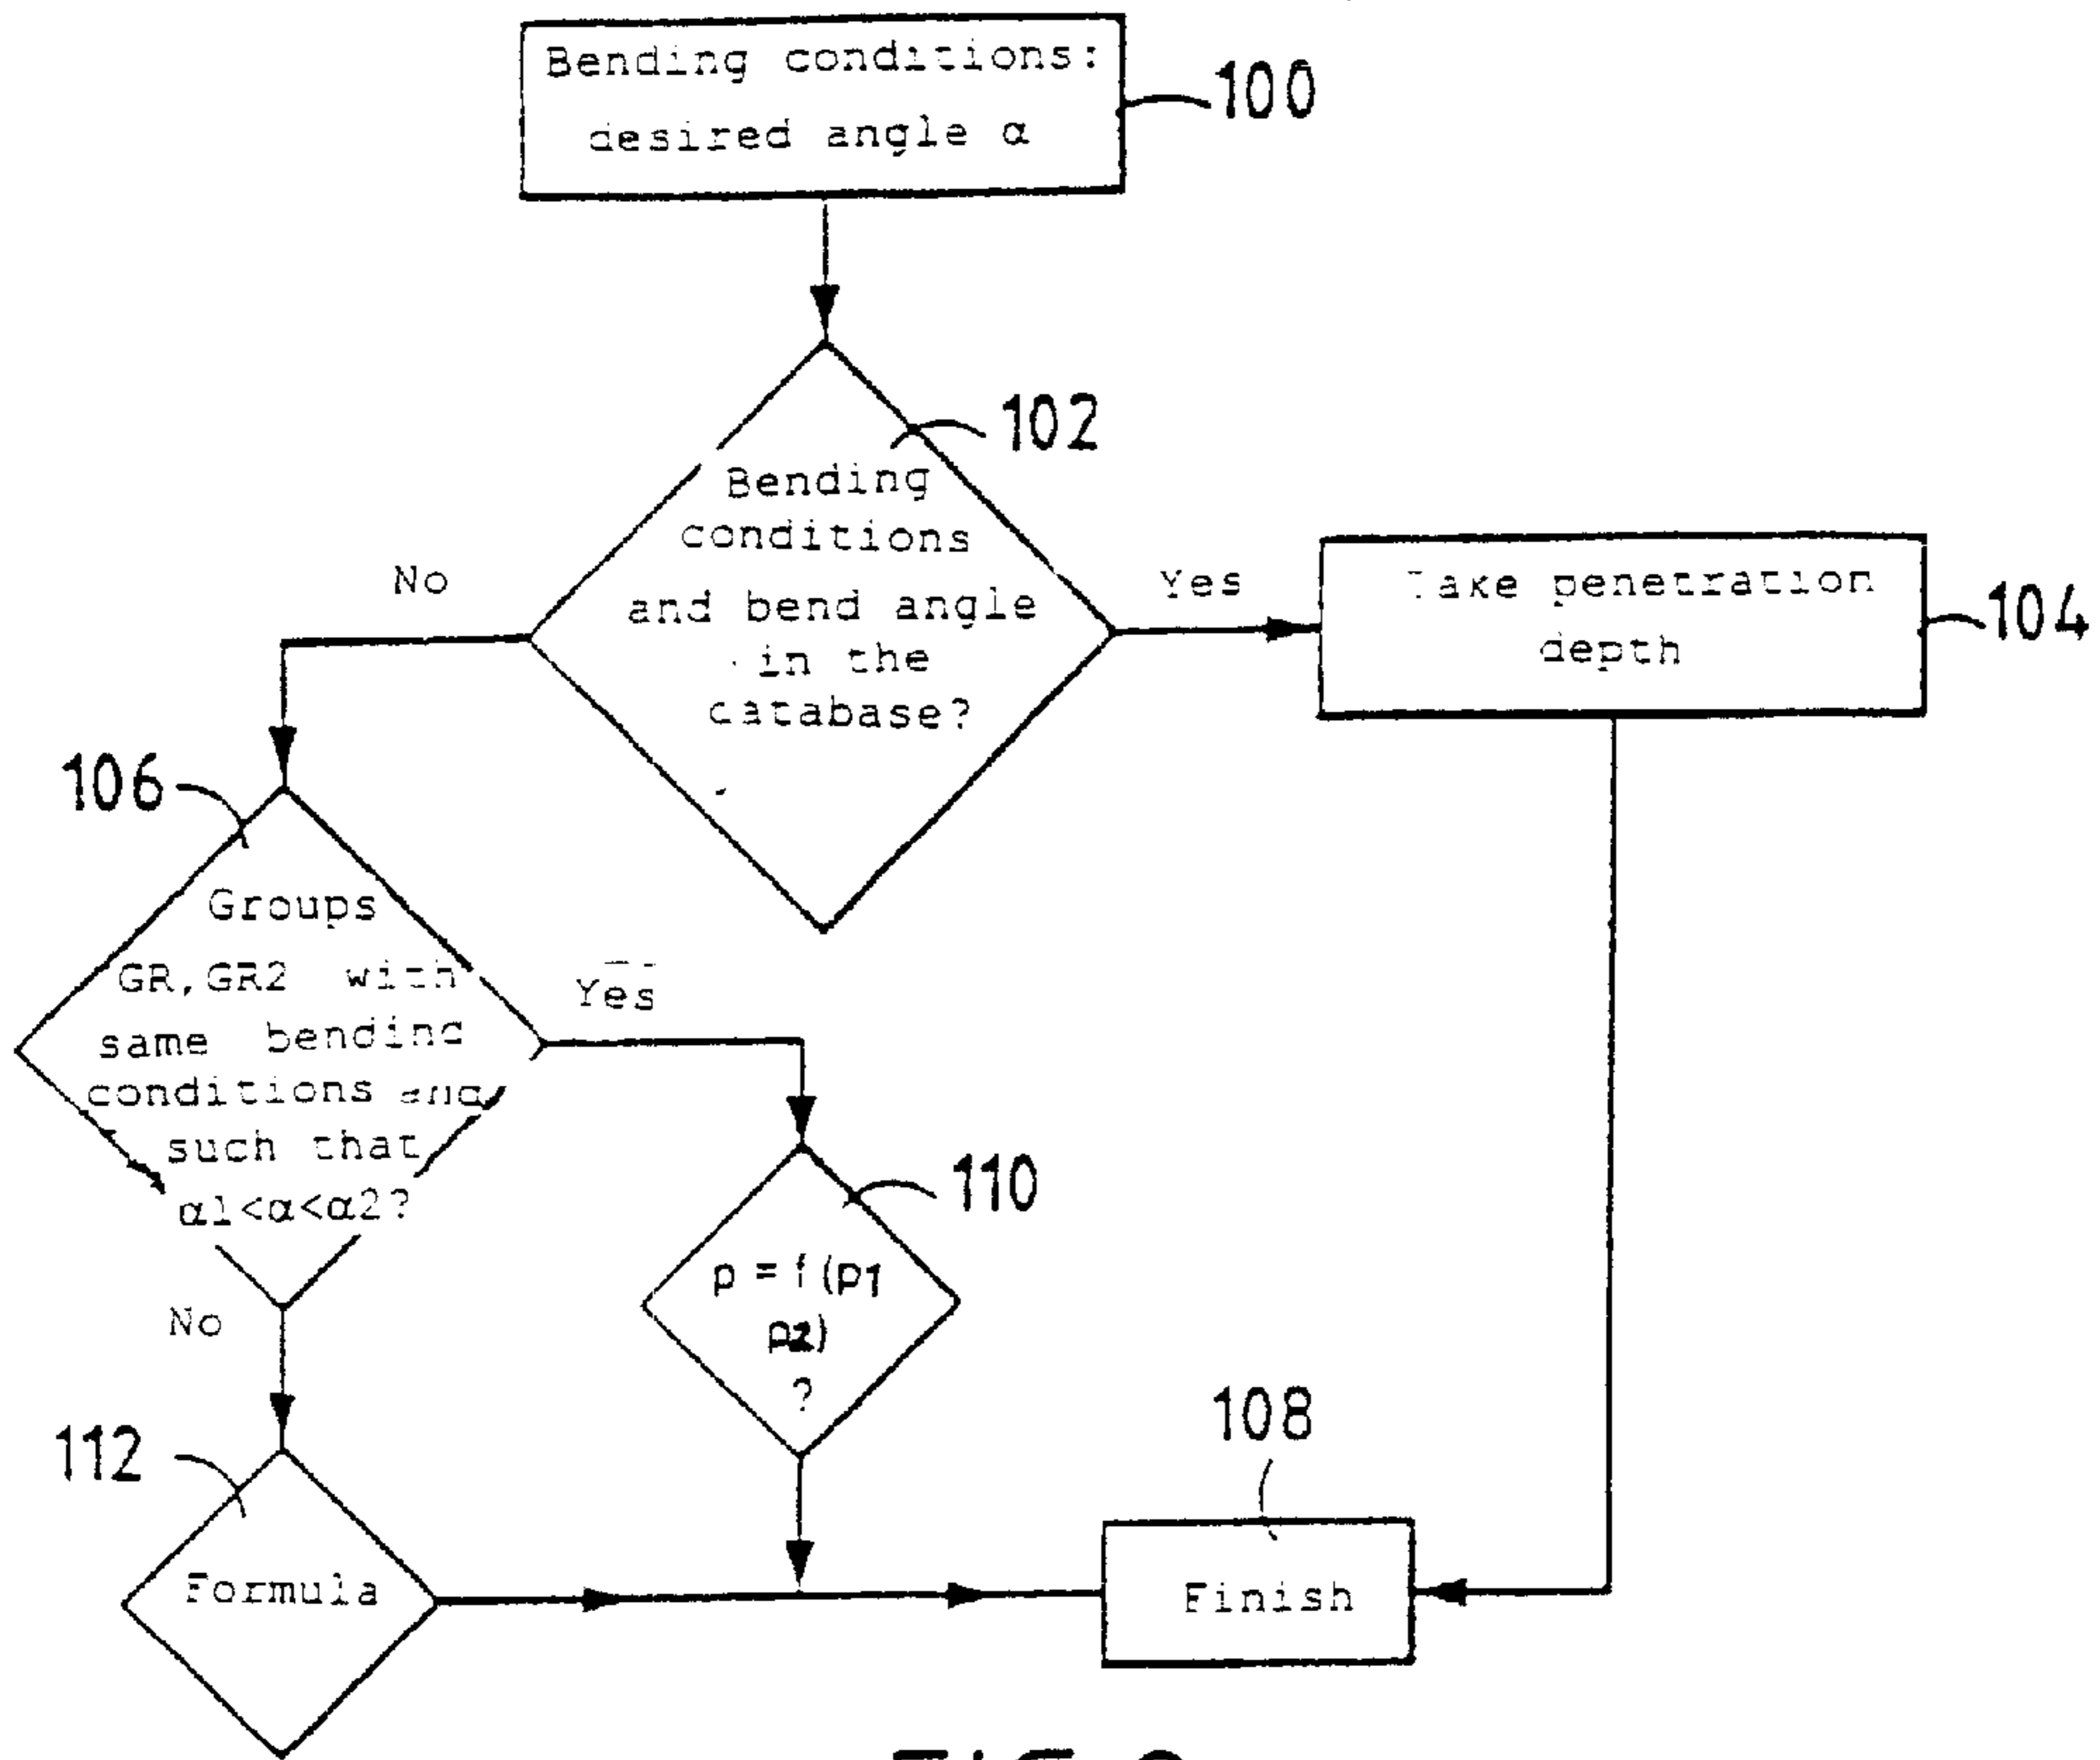 Bending conditions:
desired angle α
100
102
Bending
conditions
and bend angle
in the
database?
No
Yes
Take penetration
depth
104
106
Groups
GR,GR2 with
same bending
conditions and
such that
α1<α<α2?
Yes
No
110
p = f(p1
p2)
?
112
Formula
108
Finish